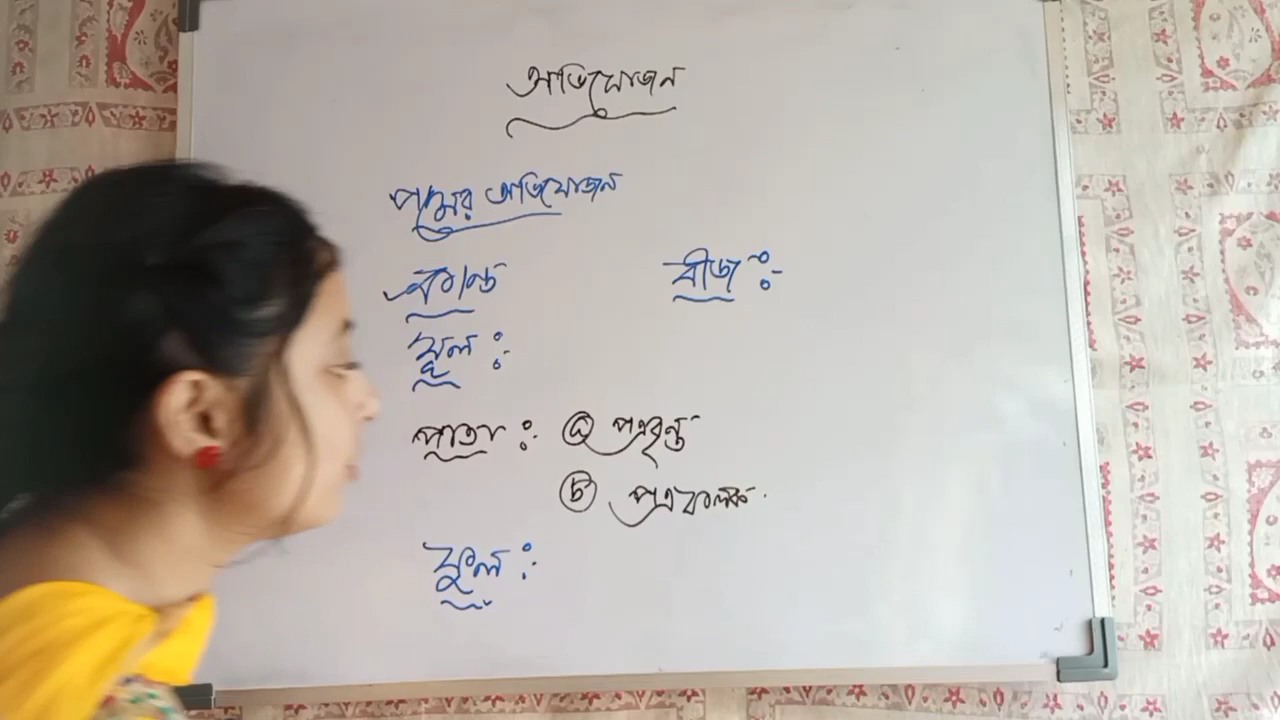 অভিযোজন
পদ্মের অভিযোজন
কাণ্ড
মূল :
পাতা : ⓐ পত্রবৃন্ত
ⓑ পত্রফলক
ফুল :
বীজ :